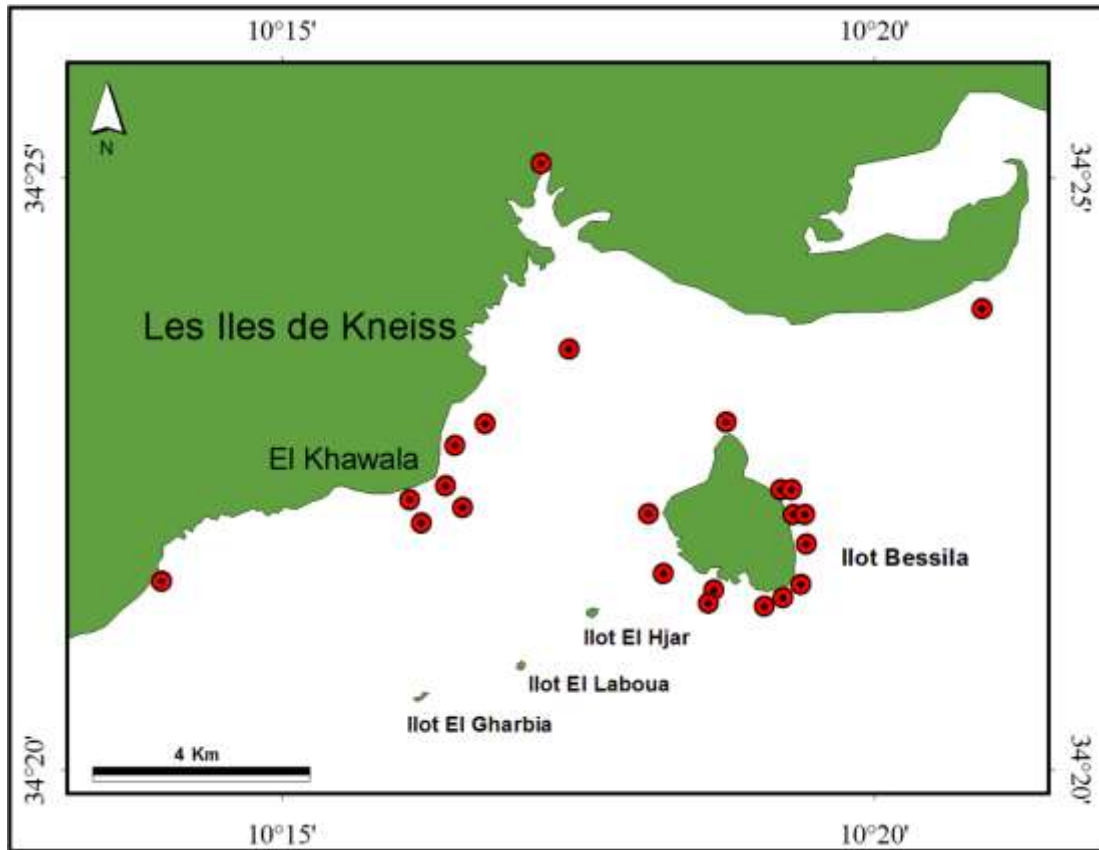 10°15' 10°20'
N
34°25' 34°25'
Les Iles de Kneiss
El Khawala
Ilot Bessila
Ilot El Hjar
Ilot El Laboua
Ilot El Gharbia
4 Km
34°20' 34°20'
10°15' 10°20'